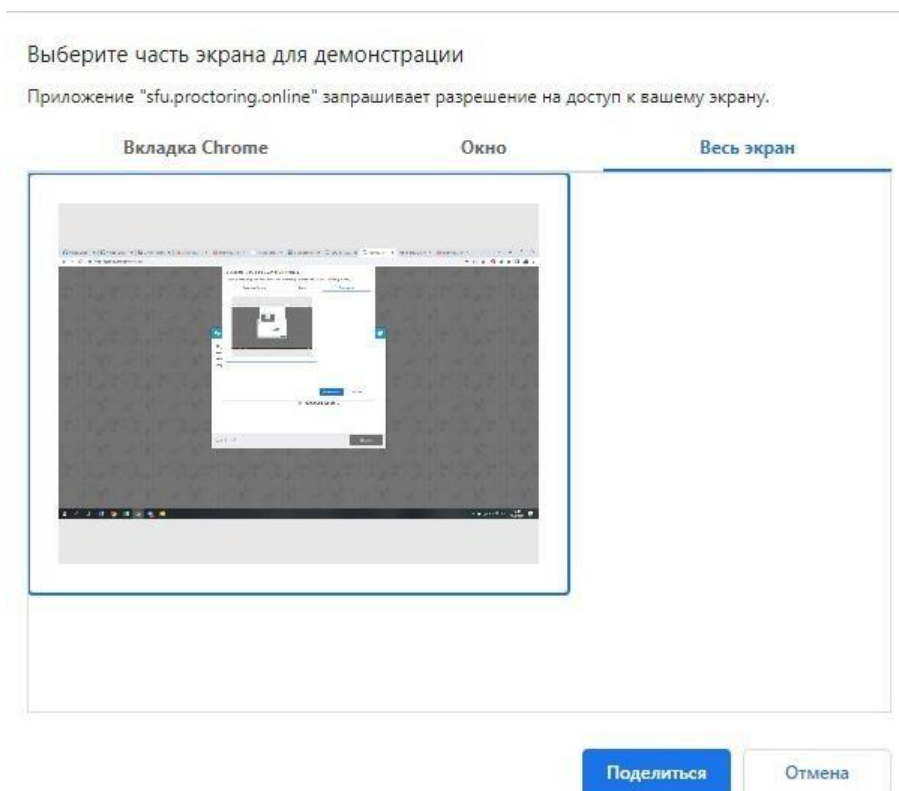 Выберите часть экрана для демонстрации
Приложение "sfu.proctoring.online" запрашивает разрешение на доступ к вашему экрану.
Вкладка Chrome Окно Весь экран
Поделиться Отмена